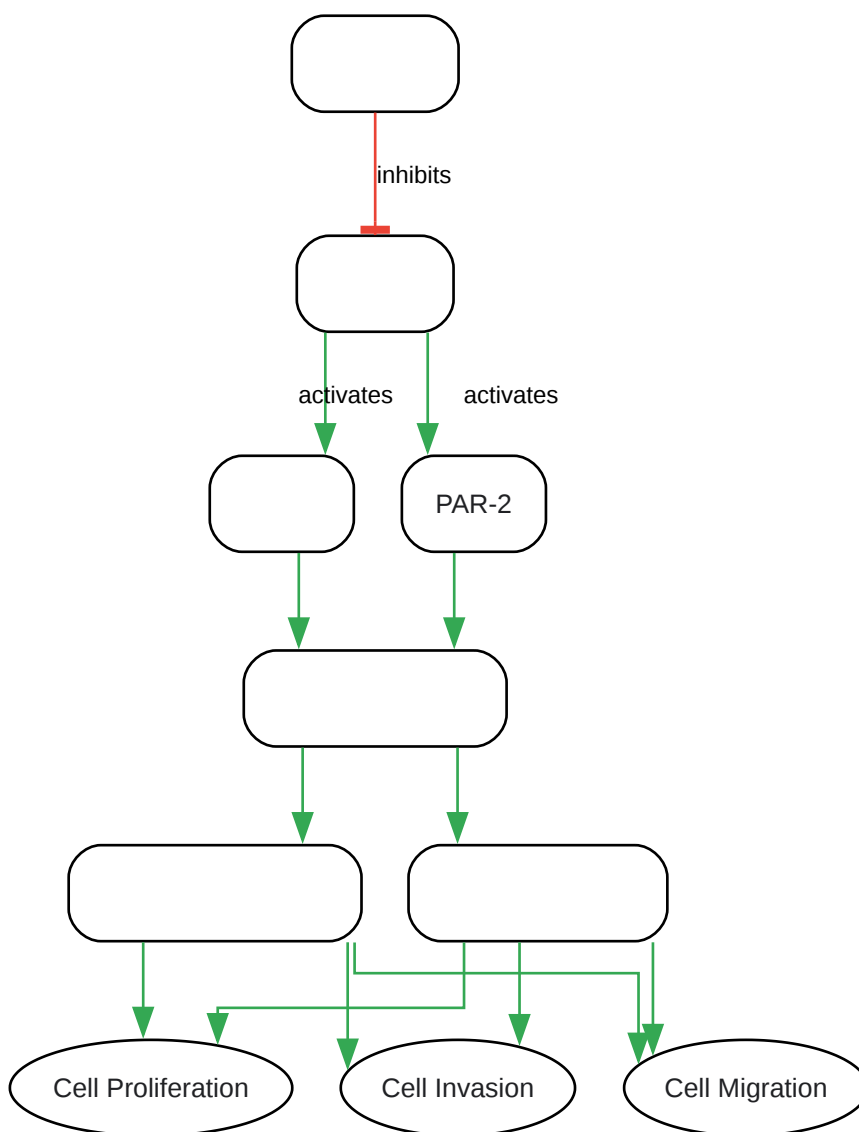 inhibits
activates
activates
PAR-2
Cell Proliferation
Cell Invasion
Cell Migration